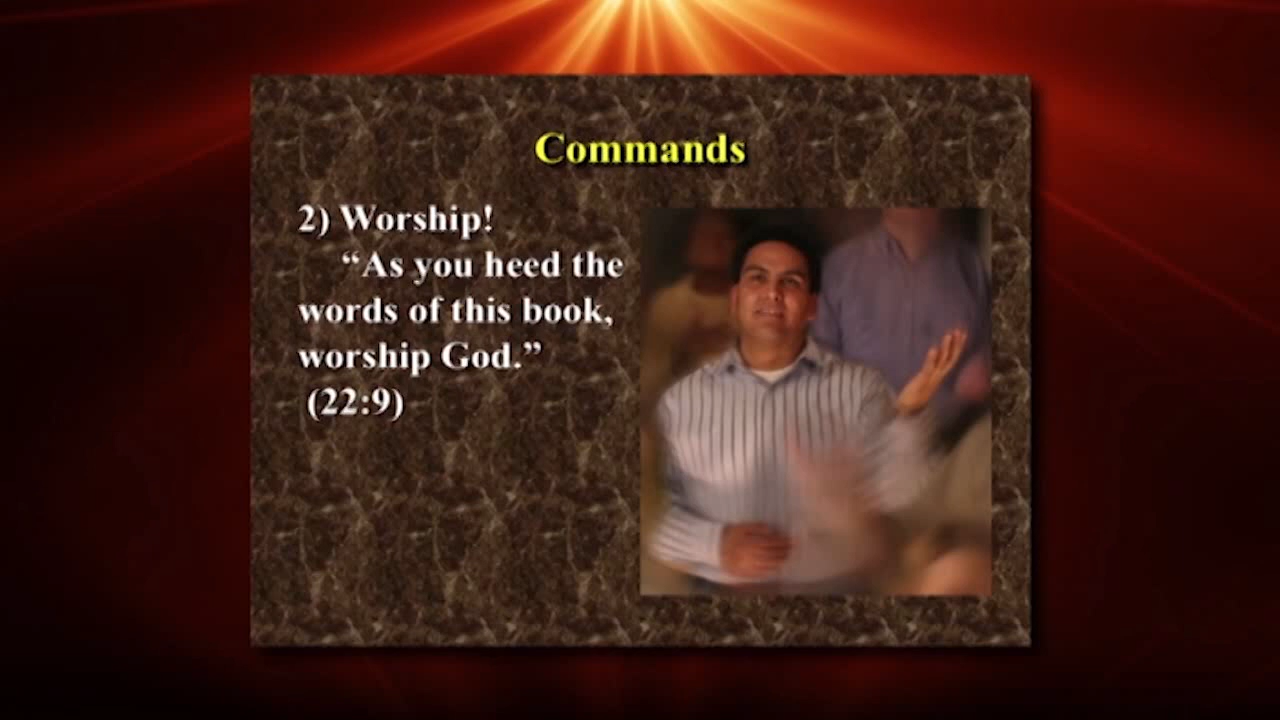 Commands
2) Worship!
“As you heed the
words of this book,
worship God.”
(22:9)